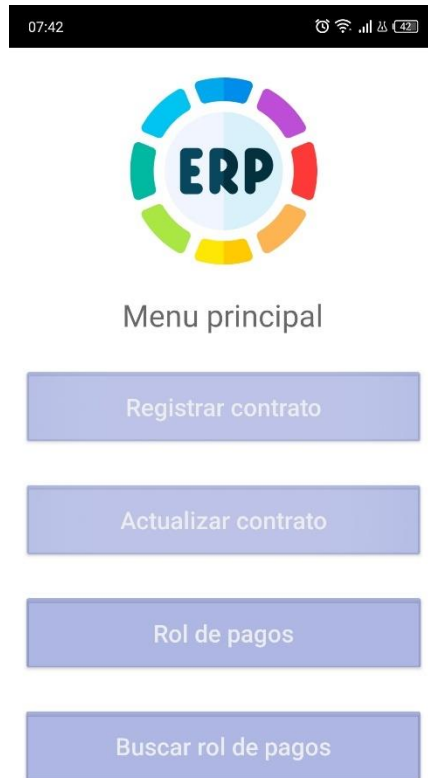 07:42
42
ERP
Menu principal
Registrar contrato
Actualizar contrato
Rol de pagos
Buscar rol de pagos